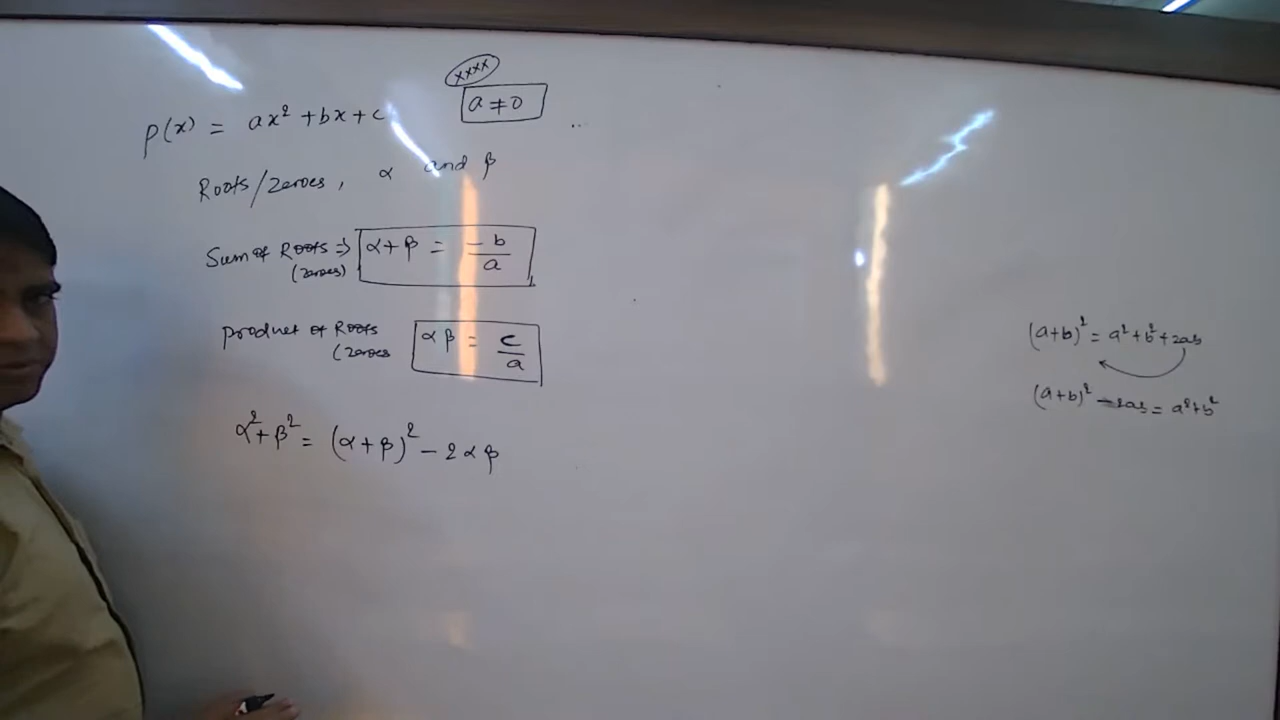 xxxx
p(x) = ax² + bx + c a ≠ 0
Roots/zeroes, α and β
Sum of Roots ⇒ α + β = -b/a
(zeroes)
product of Roots αβ = c/a
(zeroes
α² + β² = (α + β)² - 2αβ
(a+b)² = a² + b² + 2ab
(a+b)² - 2ab = a² + b²